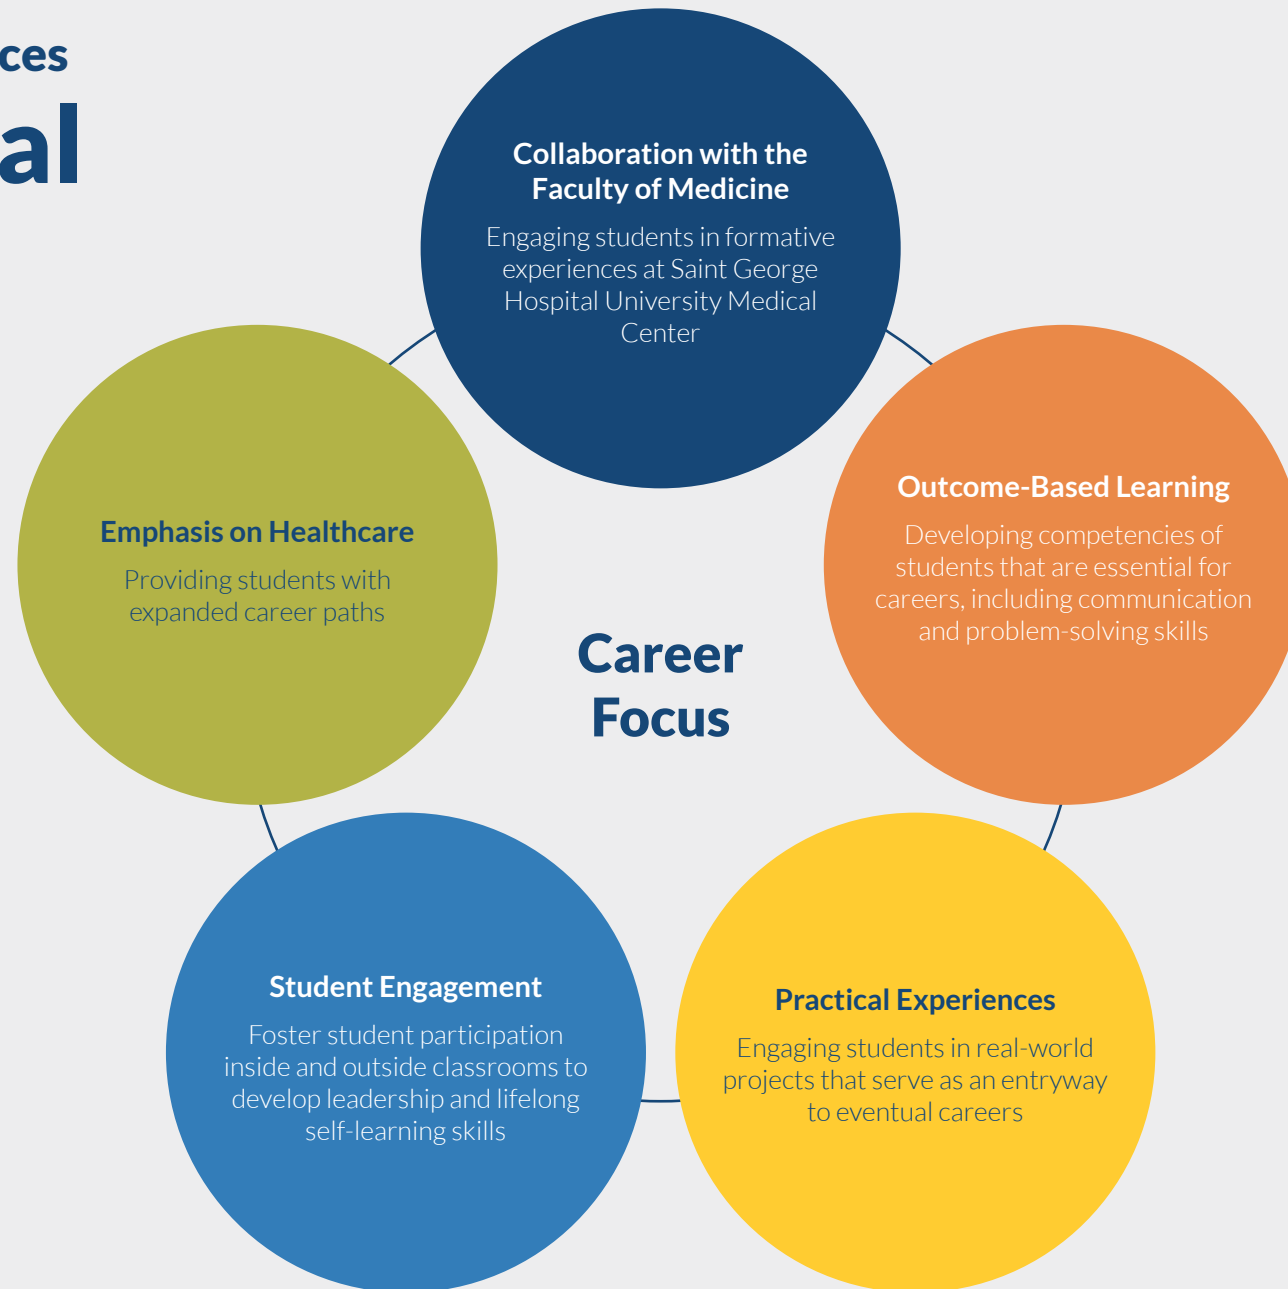 ces
al
Collaboration with the
Faculty of Medicine
Engaging students in formative
experiences at Saint George
Hospital University Medical
Center
Emphasis on Healthcare
Providing students with
expanded career paths
Outcome-Based Learning
Developing competencies of
students that are essential for
careers, including communication
and problem-solving skills
Career
Focus
Student Engagement
Foster student participation
inside and outside classrooms to
develop leadership and lifelong
self-learning skills
Practical Experiences
Engaging students in real-world
projects that serve as an entryway
to eventual careers